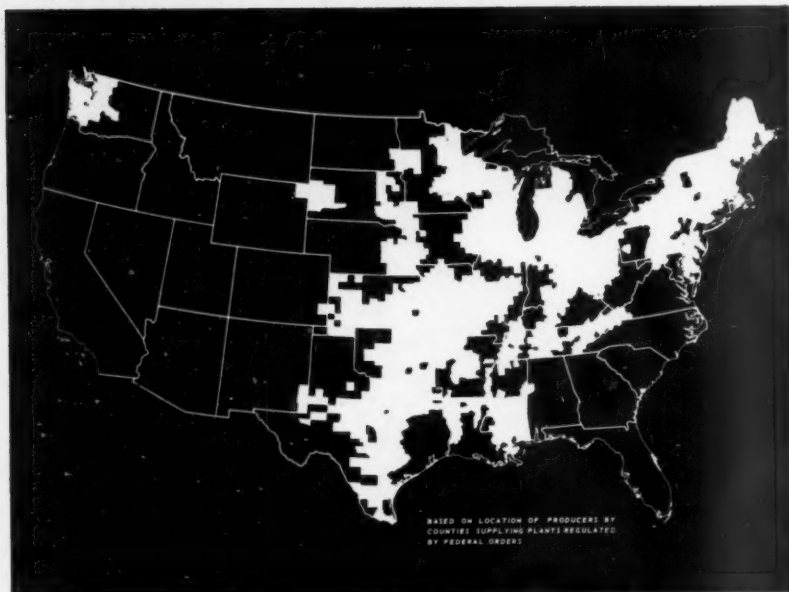 BASED ON LOCATION OF PRODUCERS BY
COUNTIES SUPPLYING PLANTS REGULATED
BY FEDERAL ORDERS